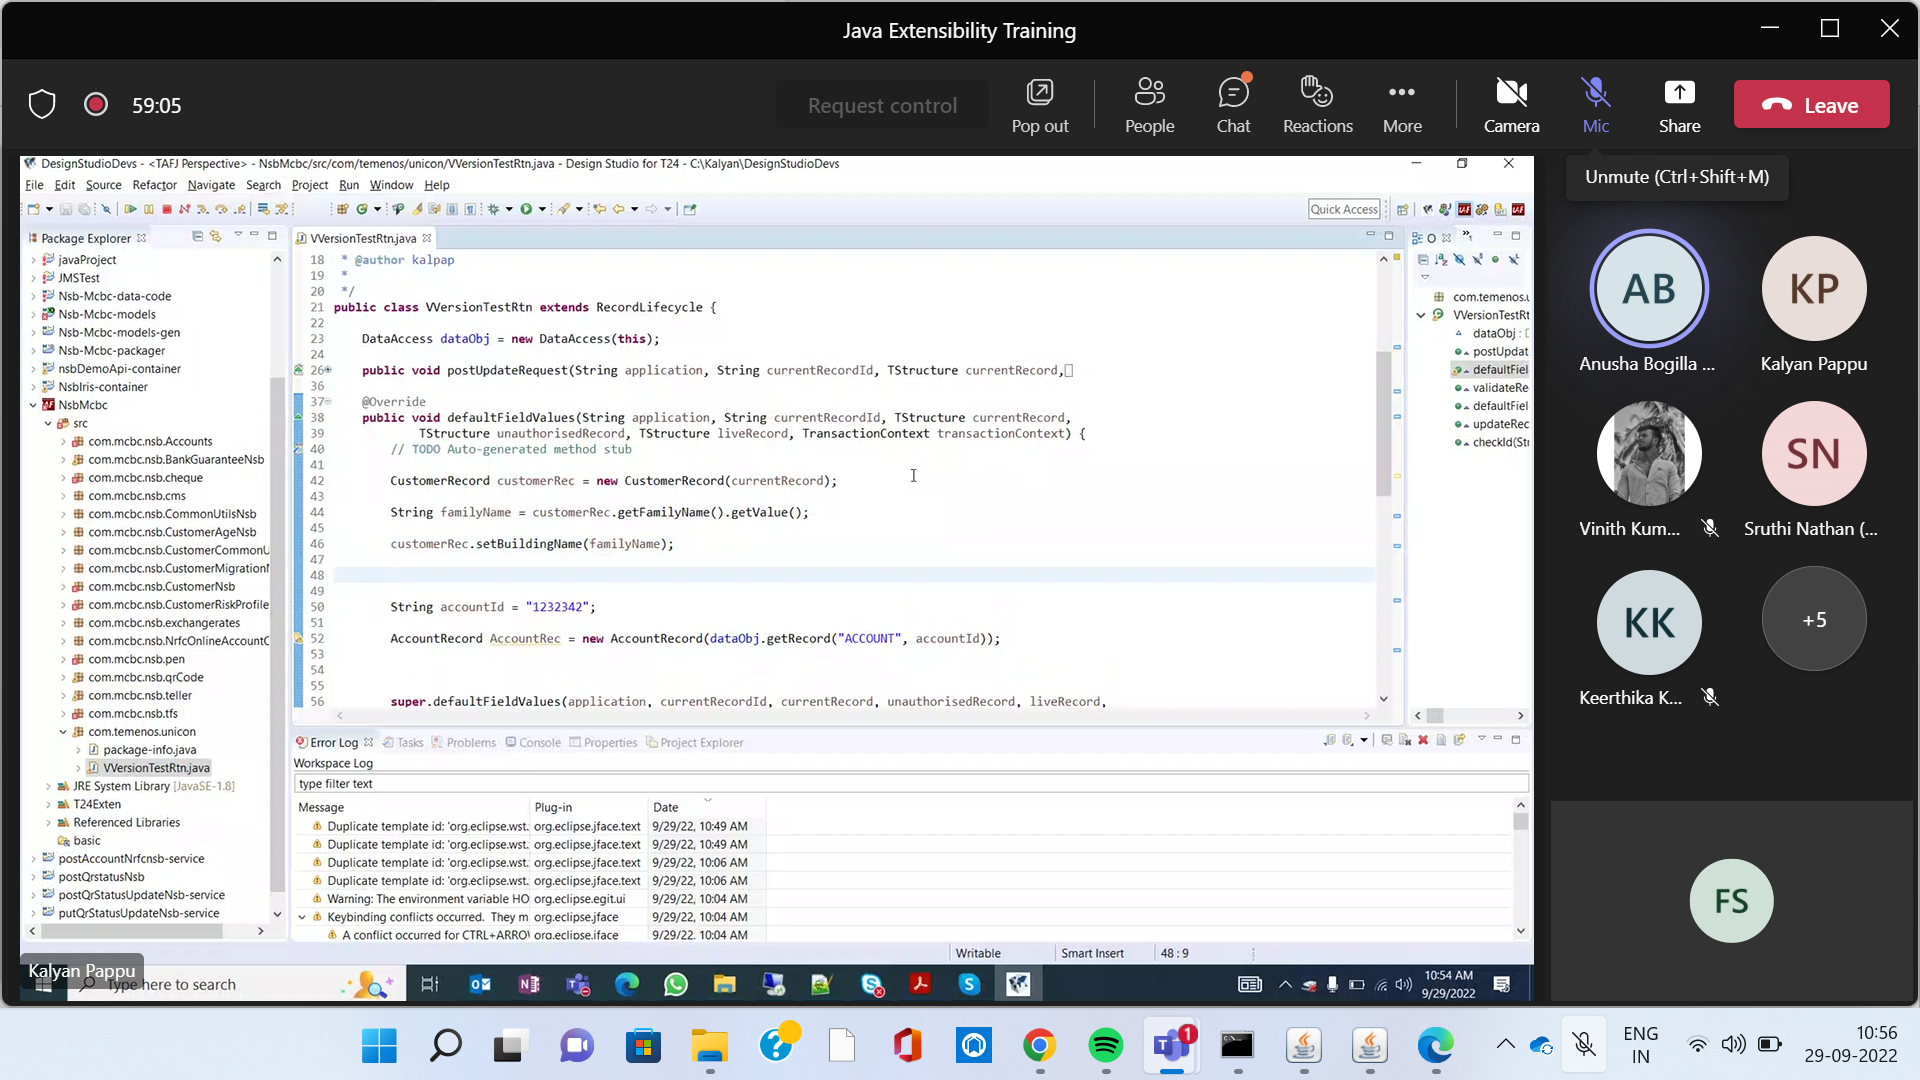 Java Extensibility Training
59:05
Request control
Pop out
People
Chat
Reactions
More
Camera
Mic
Share
Leave
Unmute (Ctrl+Shift+M)
DesignStudioDevs - <TAFJ Perspective> - NsbMcbc/src/com/temenos/unicon/VVersionTestRtn.java - Design Studio for T24 - C:\Kalyan\DesignStudioDevs
File Edit Source Refactor Navigate Search Project Run Window Help
Quick Access
Package Explorer
javaProject
JMSTest
Nsb-Mcbc-data-code
Nsb-Mcbc-models
Nsb-Mcbc-models-gen
Nsb-Mcbc-packager
nsbDemoApi-container
NsbIris-container
NsbMcbc
src
com.mcbc.nsb.Accounts
com.mcbc.nsb.BankGuaranteeNsb
com.mcbc.nsb.cheque
com.mcbc.nsb.cms
com.mcbc.nsb.CommonUtilsNsb
com.mcbc.nsb.CustomerAgeNsb
com.mcbc.nsb.CustomerCommonU
com.mcbc.nsb.CustomerMigrationN
com.mcbc.nsb.CustomerNsb
com.mcbc.nsb.CustomerRiskProfile
com.mcbc.nsb.exchangerates
com.mcbc.nsb.NrfcOnlineAccountC
com.mcbc.nsb.pen
com.mcbc.nsb.qrCode
com.mcbc.nsb.teller
com.mcbc.nsb.tfs
com.temenos.unicon
package-info.java
VVersionTestRtn.java
JRE System Library [JavaSE-1.8]
T24Exten
Referenced Libraries
basic
postAccountNrfcnsb-service
postQrstatusNsb
postQrStatusUpdateNsb-service
putQrStatusUpdateNsb-service
VVersionTestRtn.java
18 * @author kalpap
19 *
20 */
21 public class VVersionTestRtn extends RecordLifecycle {
22
23 DataAccess dataObj = new DataAccess(this);
24
26 public void postUpdateRequest(String application, String currentRecordId, TStructure currentRecord,
36
37 @Override
38 public void defaultFieldValues(String application, String currentRecordId, TStructure currentRecord,
39 TStructure unauthorisedRecord, TStructure liveRecord, TransactionContext transactionContext) {
40 // TODO Auto-generated method stub
41
42 CustomerRecord customerRec = new CustomerRecord(currentRecord);
43
44 String familyName = customerRec.getFamilyName().getValue();
45
46 customerRec.setBuildingName(familyName);
47
48
49
50 String accountId = "1232342";
51
52 AccountRecord AccountRec = new AccountRecord(dataObj.getRecord("ACCOUNT", accountId));
53
54
55
56 super.defaultFieldValues(application, currentRecordId, currentRecord, unauthorisedRecord, liveRecord,
O
com.temenos.u
VVersionTestRt
dataObj :
postUpdat
defaultFiel
validateRe
defaultFiel
updateRec
checkId(Str
Error Log Tasks Problems Console Properties Project Explorer
Workspace Log
type filter text
Message Plug-in Date
Duplicate template id: 'org.eclipse.wst. org.eclipse.jface.text 9/29/22, 10:49 AM
Duplicate template id: 'org.eclipse.wst. org.eclipse.jface.text 9/29/22, 10:49 AM
Duplicate template id: 'org.eclipse.wst. org.eclipse.jface.text 9/29/22, 10:06 AM
Duplicate template id: 'org.eclipse.wst. org.eclipse.jface.text 9/29/22, 10:06 AM
Warning: The environment variable HO org.eclipse.egit.ui 9/29/22, 10:04 AM
Keybinding conflicts occurred. They m org.eclipse.jface 9/29/22, 10:04 AM
A conflict occurred for CTRL+ARROV org.eclipse.jface 9/29/22, 10:04 AM
Writable Smart Insert 48 : 9
Kalyan Pappu
Type here to search
10:54 AM
9/29/2022
AB
Anusha Bogilla ...
KP
Kalyan Pappu
Vinith Kum...
SN
Sruthi Nathan (...
KK
Keerthika K...
+5
FS
1
ENG
IN
10:56
29-09-2022